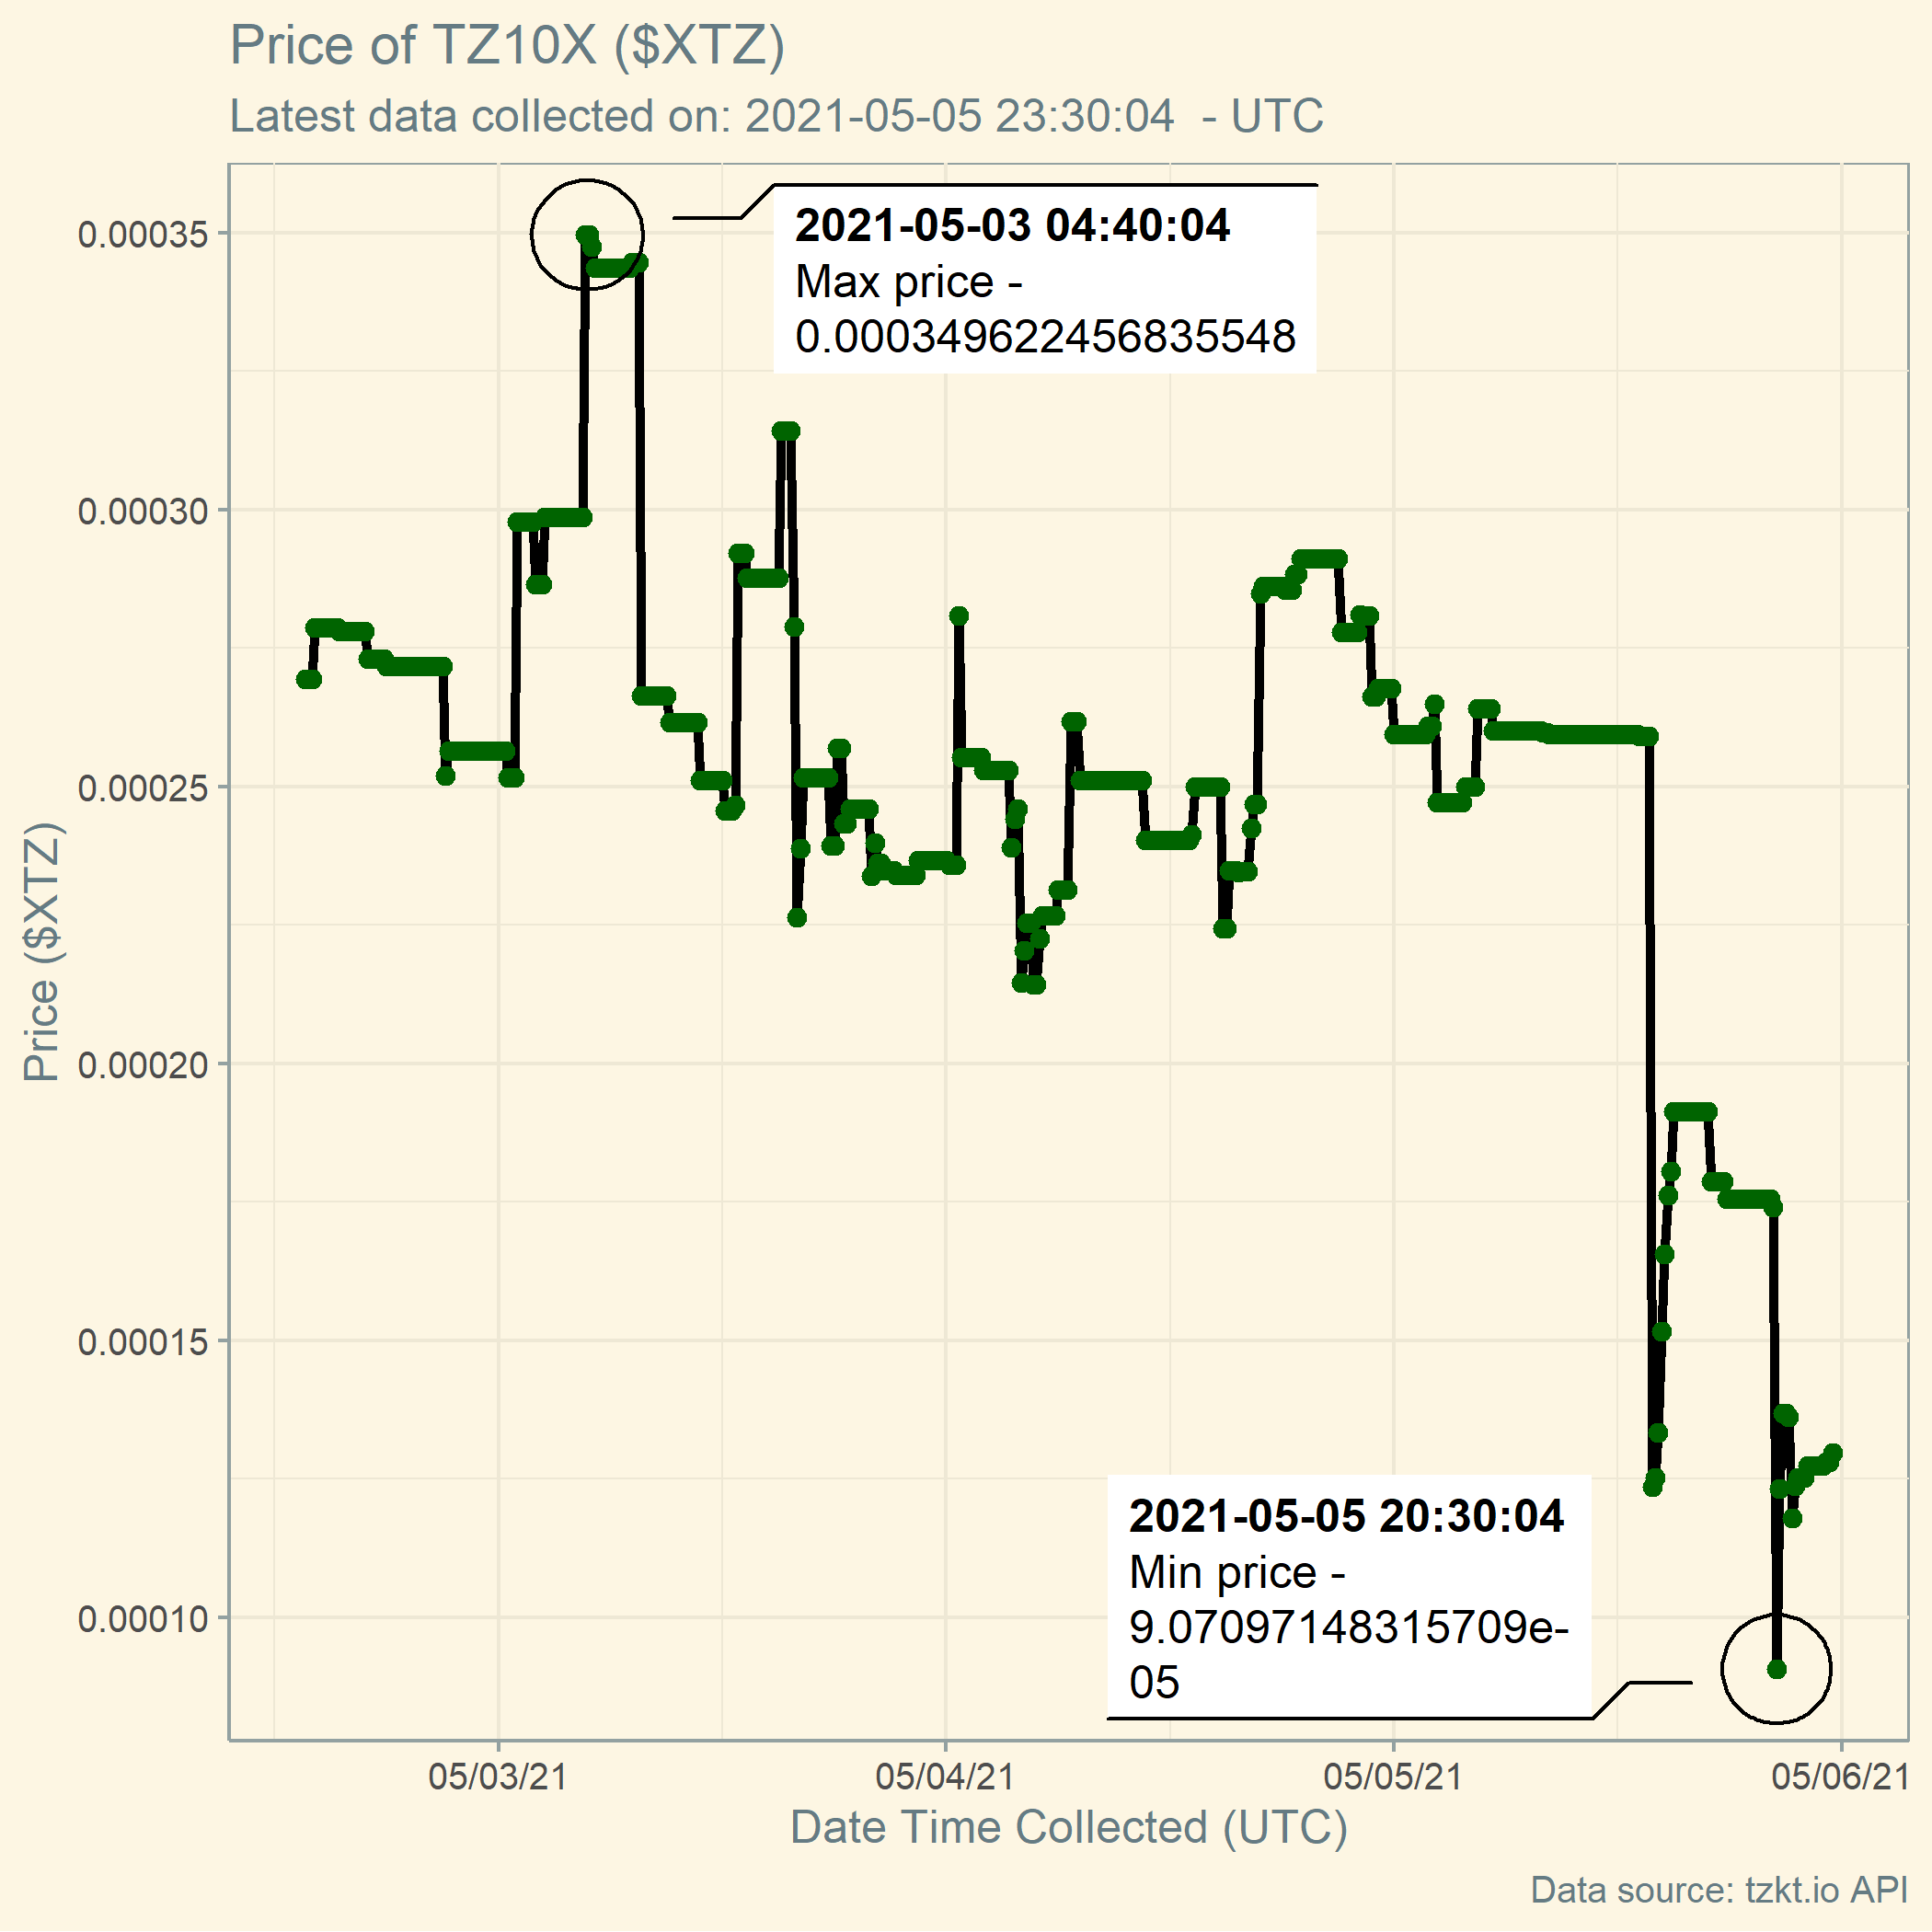 Price of TZ10X ($XTZ)
Latest data collected on: 2021-05-05 23:30:04  - UTC
2021-05-03 04:40:04
Max price -
0.000349622456835548
0.00035
0.00030
0.00025
0.00020
0.00015
0.00010
Price ($XTZ)
2021-05-05 20:30:04
Min price -
9.07097148315709e-
05
05/03/21
05/04/21
05/05/21
05/06/21
Date Time Collected (UTC)
Data source: tzkt.io API